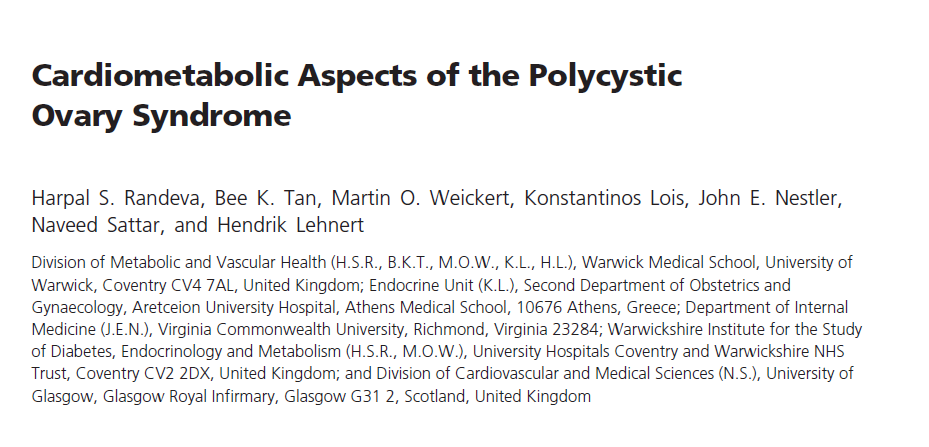 Cardiometabolic Aspects of the Polycystic
Ovary Syndrome
Harpal S. Randeva, Bee K. Tan, Martin O. Weickert, Konstantinos Lois, John E. Nestler,
Naveed Sattar, and Hendrik Lehnert
Division of Metabolic and Vascular Health (H.S.R., B.K.T., M.O.W., K.L., H.L.), Warwick Medical School, University of
Warwick, Coventry CV4 7AL, United Kingdom; Endocrine Unit (K.L.), Second Department of Obstetrics and
Gynaecology, Aretceion University Hospital, Athens Medical School, 10676 Athens, Greece; Department of Internal
Medicine (J.E.N.), Virginia Commonwealth University, Richmond, Virginia 23284; Warwickshire Institute for the Study
of Diabetes, Endocrinology and Metabolism (H.S.R., M.O.W.), University Hospitals Coventry and Warwickshire NHS
Trust, Coventry CV2 2DX, United Kingdom; and Division of Cardiovascular and Medical Sciences (N.S.), University of
Glasgow, Glasgow Royal Infirmary, Glasgow G31 2, Scotland, United Kingdom